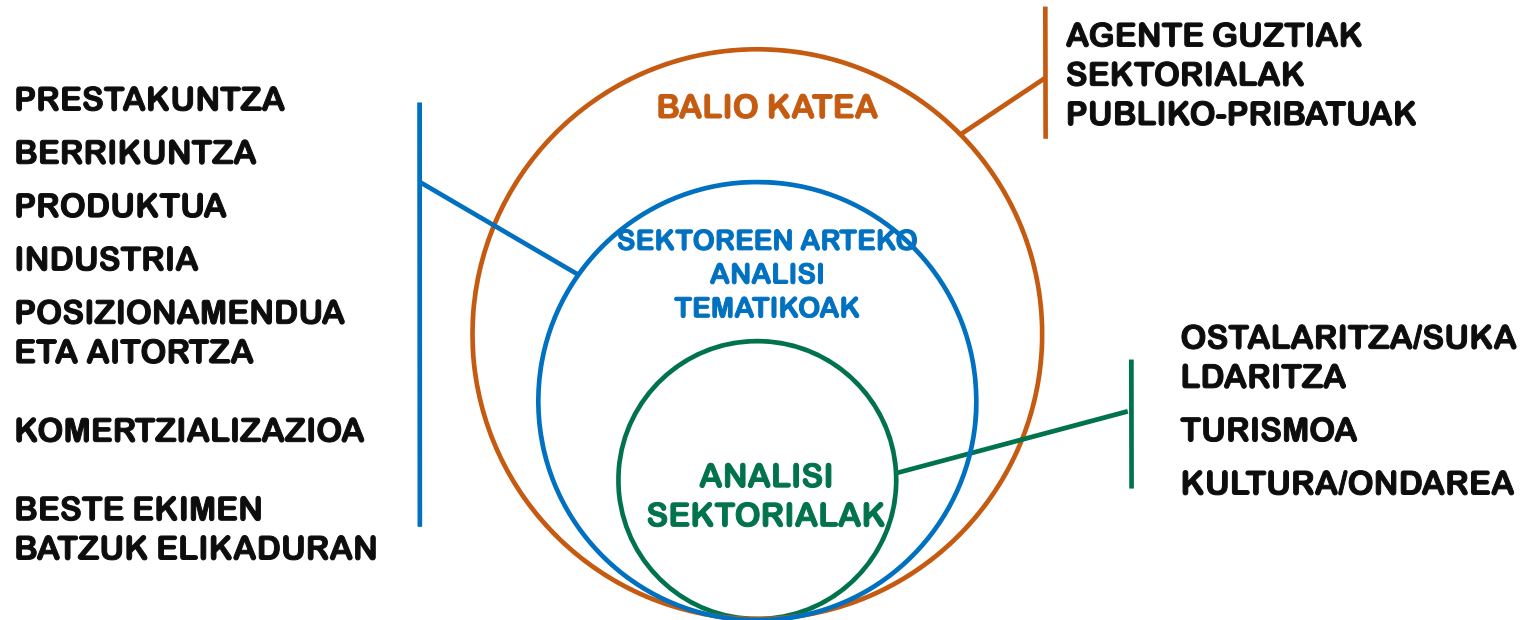 PRESTAKUNTZA
BERRIKUNTZA
PRODUKTUA
INDUSTRIA
POSIZIONAMENDUA
ETA AITORTZA
KOMERTZIALIZAZIOA
BESTE EKIMEN
BATZUK ELIKADURAN
BALIO KATEA
SEKTOREEN ARTEKO
ANALISI
TEMATIKOAK
ANALISI
SEKTORIALAK
AGENTE GUZTIAK
SEKTORIALAK
PUBLIKO-PRIBATUAK
OSTALARITZA/SUKA
LDARITZA
TURISMOA
KULTURA/ONDAREA